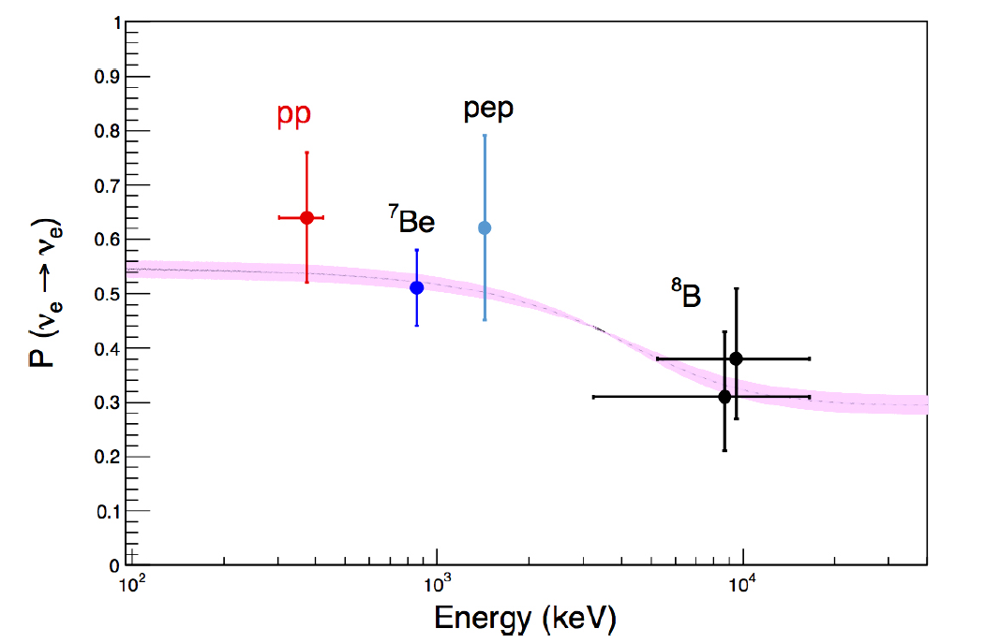 1
0.9
0.8
0.7
0.6
0.5
0.4
0.3
0.2
0.1
0
P (νe → νe)
pp
pep
⁷Be
⁸B
10² 10³ 10⁴
Energy (keV)